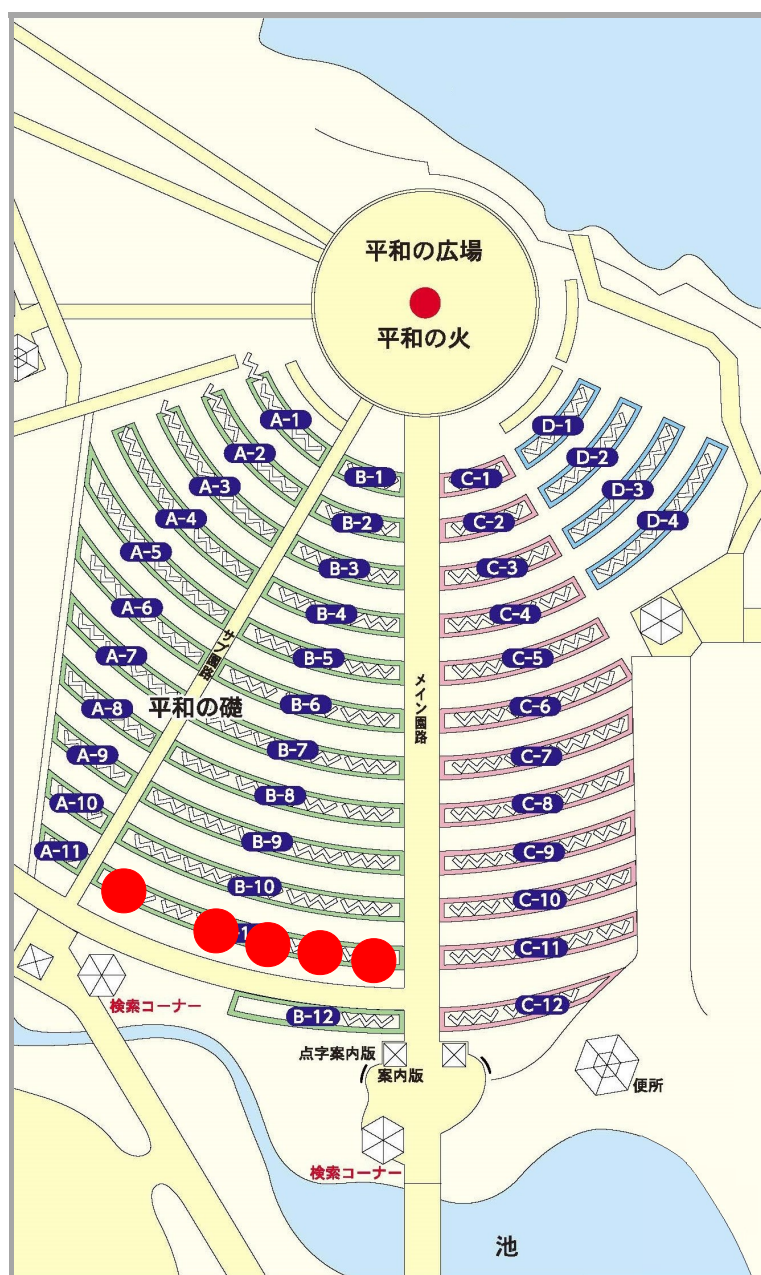 平和の広場
平和の火
A-1
A-2
A-3
A-4
A-5
A-6
A-7
A-8
A-9
A-10
A-11
B-1
B-2
B-3
B-4
B-5
B-6
B-7
B-8
B-9
B-10
B-12
C-1
C-2
C-3
C-4
C-5
C-6
C-7
C-8
C-9
C-10
C-11
C-12
D-1
D-2
D-3
D-4
サブ園路
メイン園路
平和の礎
検索コーナー
点字案内版
案内版
便所
検索コーナー
池